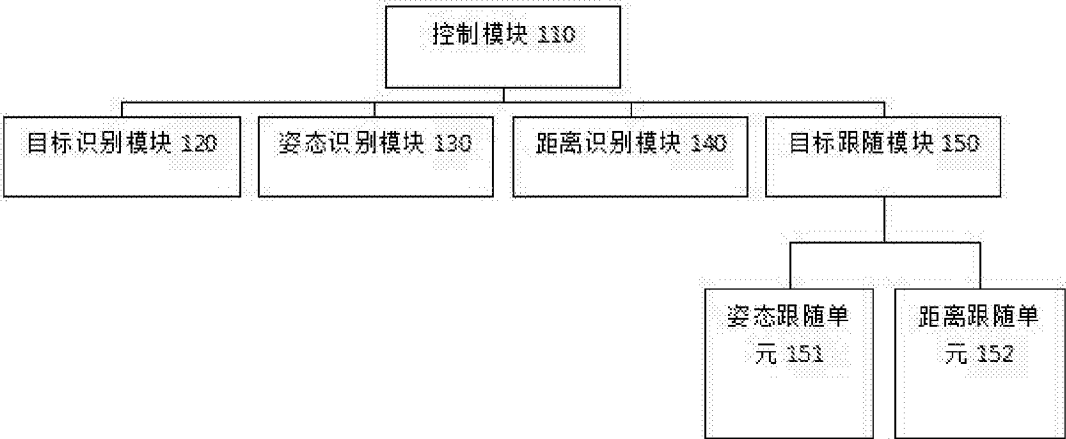 控制模块 110
目标识别模块 120
姿态识别模块 130
距离识别模块 140
目标跟随模块 150
姿态跟随单
元 151
距离跟随单
元 152